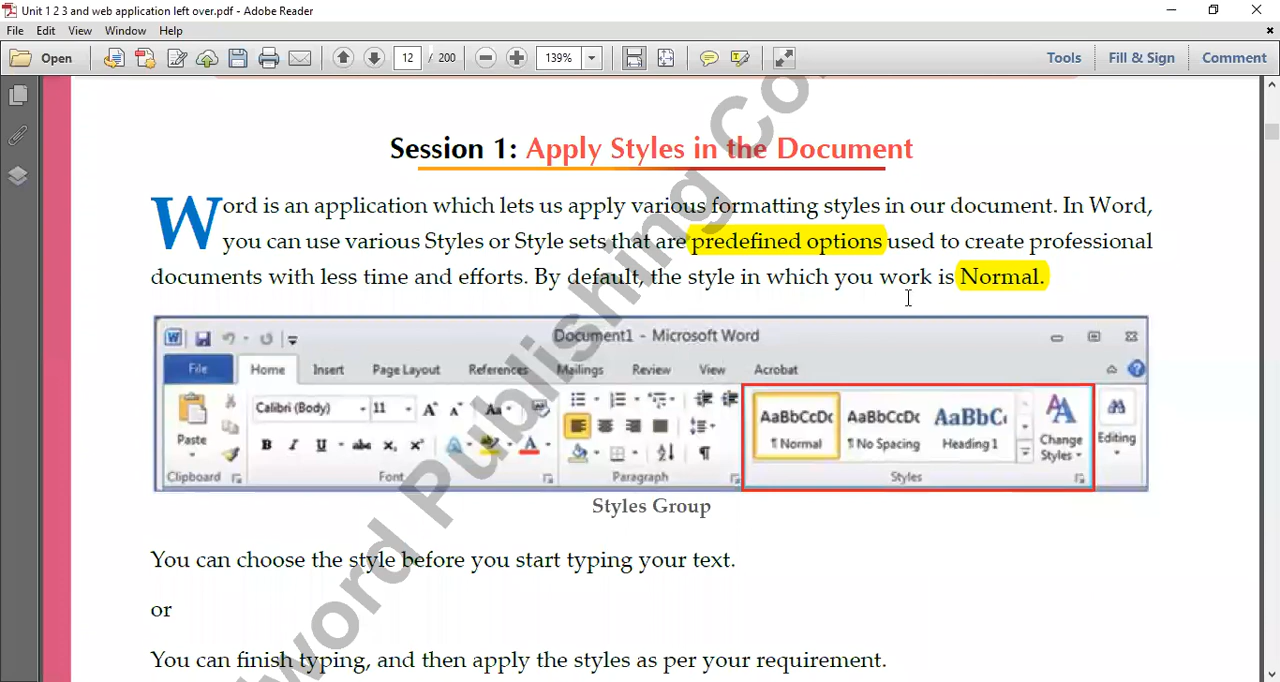 Unit 1 2 3 and web application left over.pdf - Adobe Reader
File Edit View Window Help
Open 12 / 200 139% Tools Fill & Sign Comment
Session 1: Apply Styles in the Document
Word is an application which lets us apply various formatting styles in our document. In Word,
you can use various Styles or Style sets that are predefined options used to create professional
documents with less time and efforts. By default, the style in which you work is Normal.
Document1 - Microsoft Word
File Home Insert Page Layout References Mailings Review View Acrobat
Calibri (Body) 11 AaBbCcDc AaBbCcDc AaBbC
Paste ¶ Normal ¶ No Spacing Heading 1 Change Styles Editing
Clipboard Font Paragraph Styles
Styles Group
You can choose the style before you start typing your text.
or
You can finish typing, and then apply the styles as per your requirement.
word Publishing Co